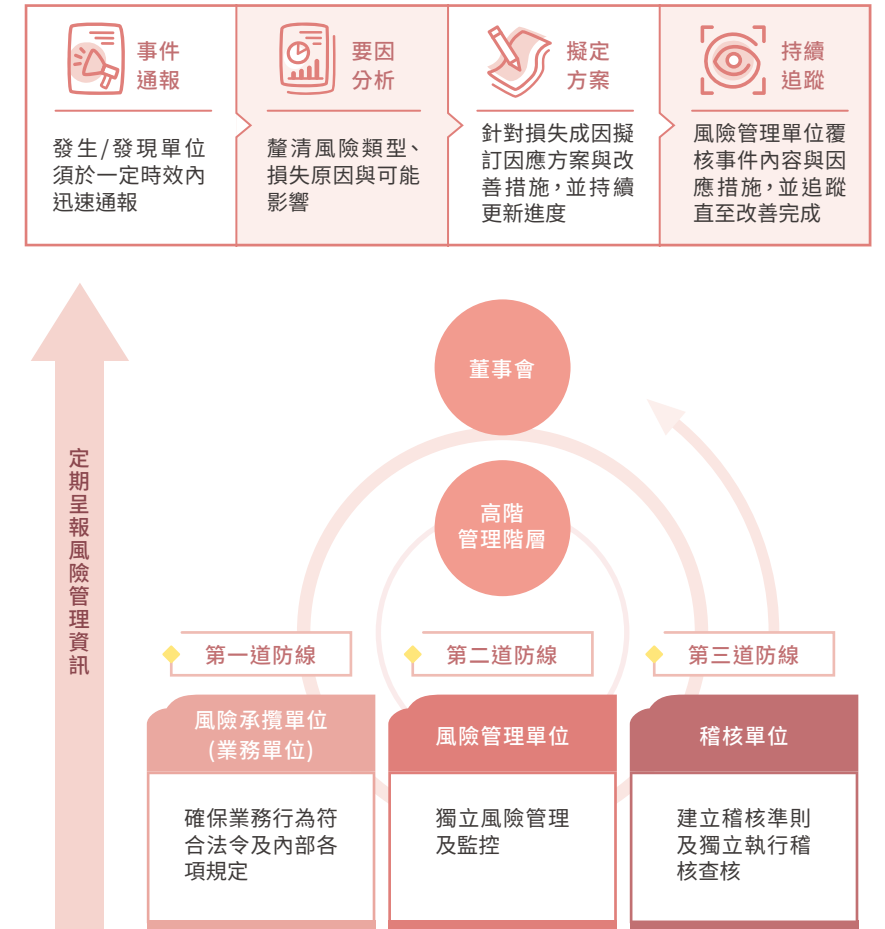 事件
通報
發生/發現單位
須於一定時效內
迅速通報
要因
分析
釐清風險類型、
損失原因與可能
影響
擬定
方案
針對損失成因擬
訂因應方案與改
善措施，並持續
更新進度
持續
追蹤
風險管理單位覆
核事件內容與因
應措施，並追蹤
直至改善完成
定期呈報風險管理資訊
董事會
高階
管理階層
第一道防線
風險承攬單位
(業務單位)
確保業務行為符
合法令及內部各
項規定
第二道防線
風險管理單位
獨立風險管理
及監控
第三道防線
稽核單位
建立稽核準則
及獨立執行稽
核查核